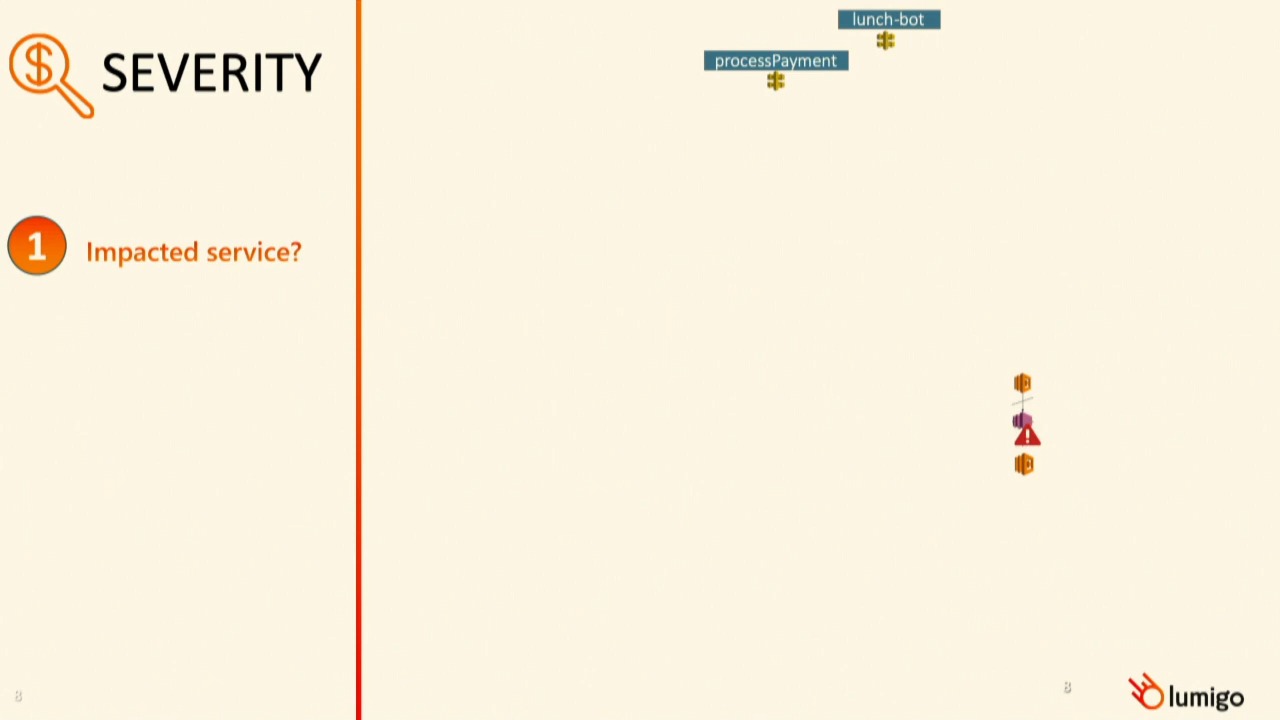 SEVERITY
1
Impacted service?
lunch-bot
processPayment
8
8
lumigo